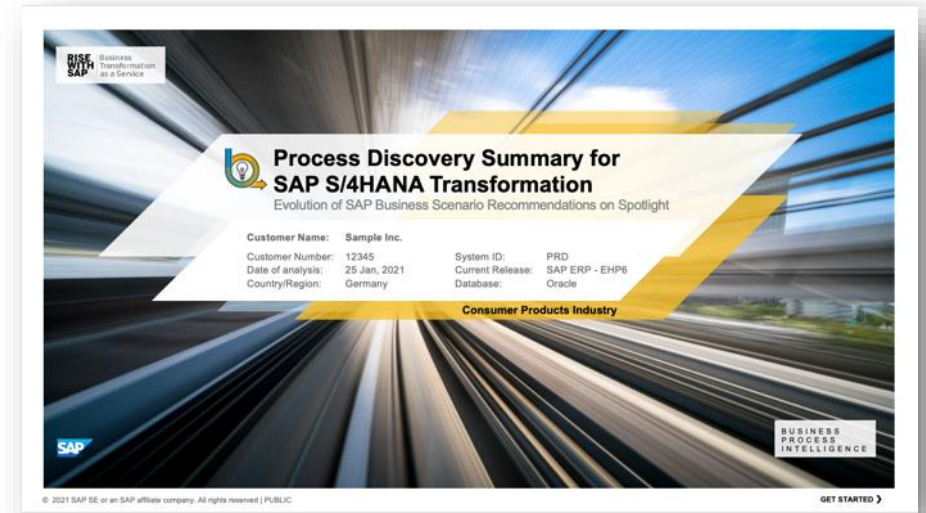 RISE
WITH
SAP
Business
Transformation
as a Service
Process Discovery Summary for
SAP S/4HANA Transformation
Evolution of SAP Business Scenario Recommendations on Spotlight
Customer Name: Sample Inc.
Customer Number: 12345 System ID: PRD
Date of analysis: 25 Jan, 2021 Current Release: SAP ERP - EHP6
Country/Region: Germany Database: Oracle
Consumer Products Industry
SAP
BUSINESS
PROCESS
INTELLIGENCE
© 2021 SAP SE or an SAP affiliate company. All rights reserved | PUBLIC
GET STARTED ❯